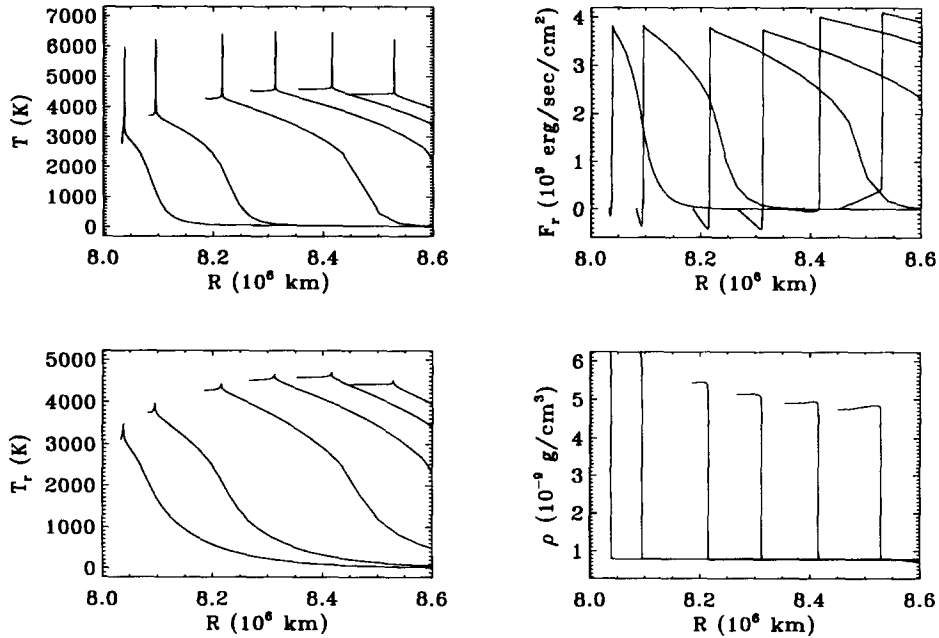 7000
6000
5000
4000
3000
2000
1000
0
T (K)
8.0 8.2 8.4 8.6
R (10⁶ km)
4
3
2
1
0
F_r (10⁹ erg/sec/cm²)
8.0 8.2 8.4 8.6
R (10⁶ km)
5000
4000
3000
2000
1000
0
T_r (K)
8.0 8.2 8.4 8.6
R (10⁶ km)
6
5
4
3
2
1
ρ (10⁻⁹ g/cm³)
8.0 8.2 8.4 8.6
R (10⁶ km)